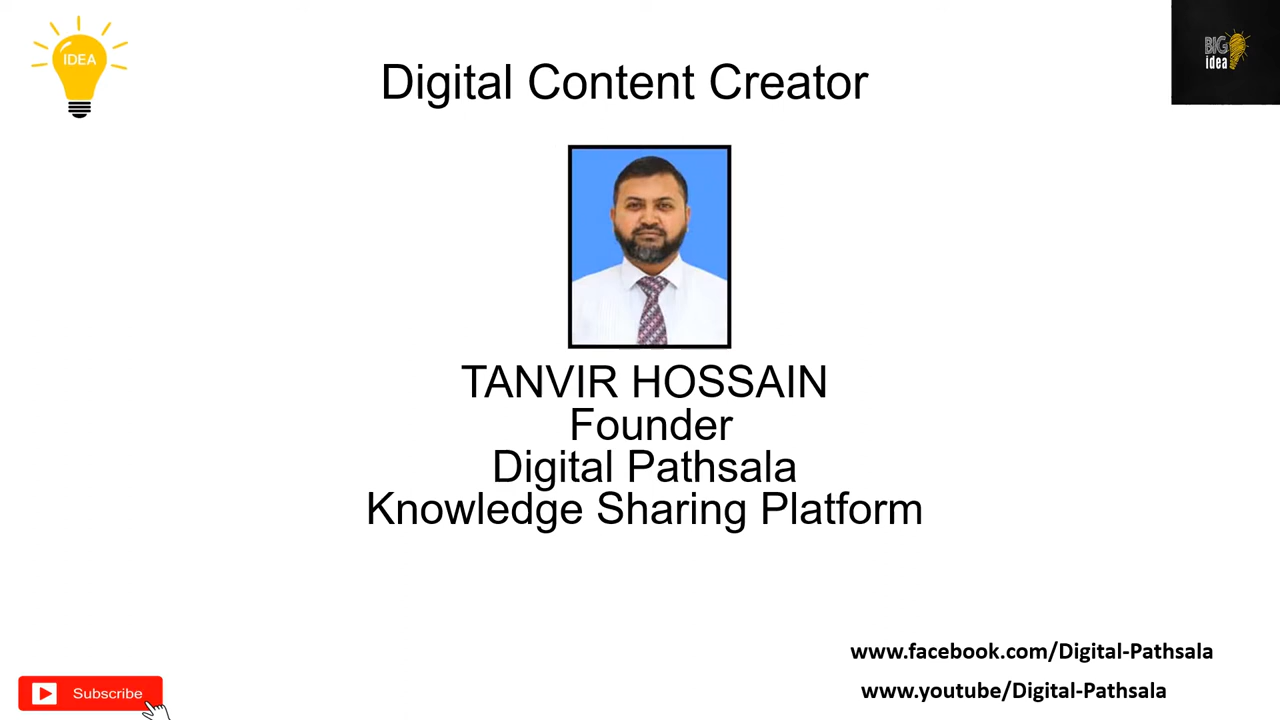 IDEA
BIG
idea
Digital Content Creator
TANVIR HOSSAIN
Founder
Digital Pathsala
Knowledge Sharing Platform
www.facebook.com/Digital-Pathsala
www.youtube/Digital-Pathsala
Subscribe